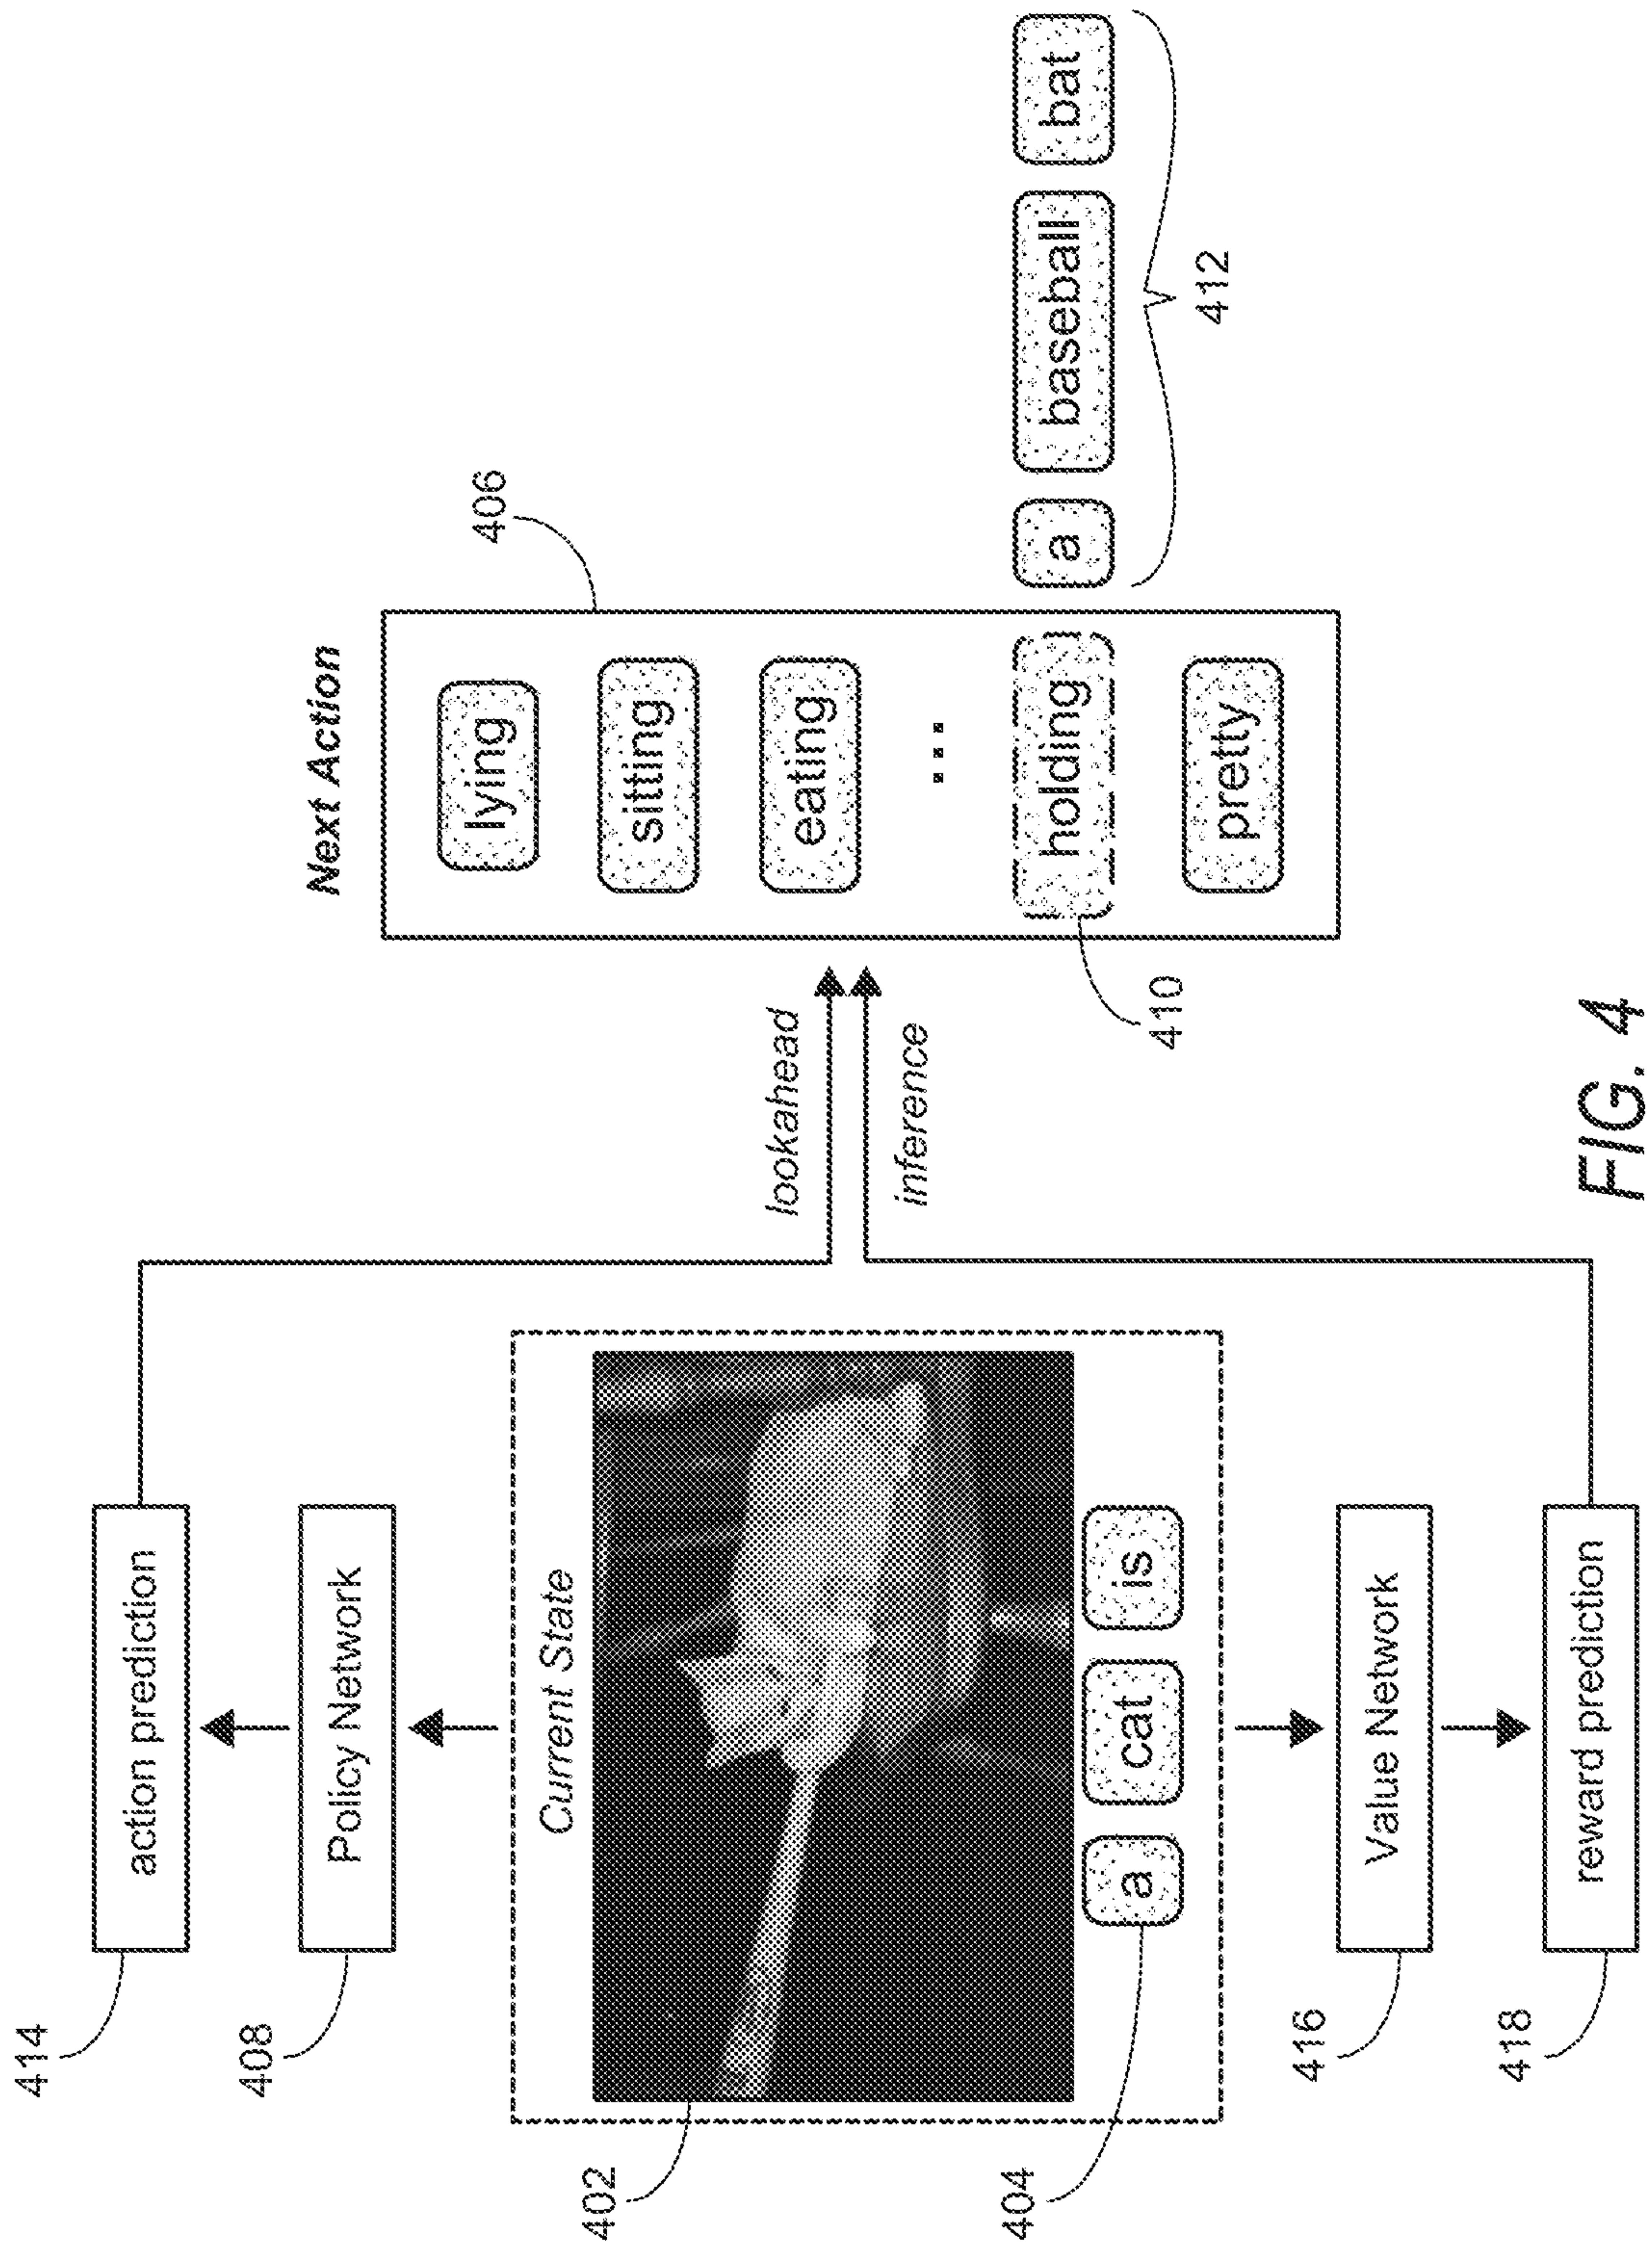 414
action prediction
408
Policy Network
402
Current State
404
a cat is
416
Value Network
418
reward prediction
lookahead
inference
Next Action
406
lying
sitting
eating
...
holding
410
pretty
a baseball bat
412
FIG. 4